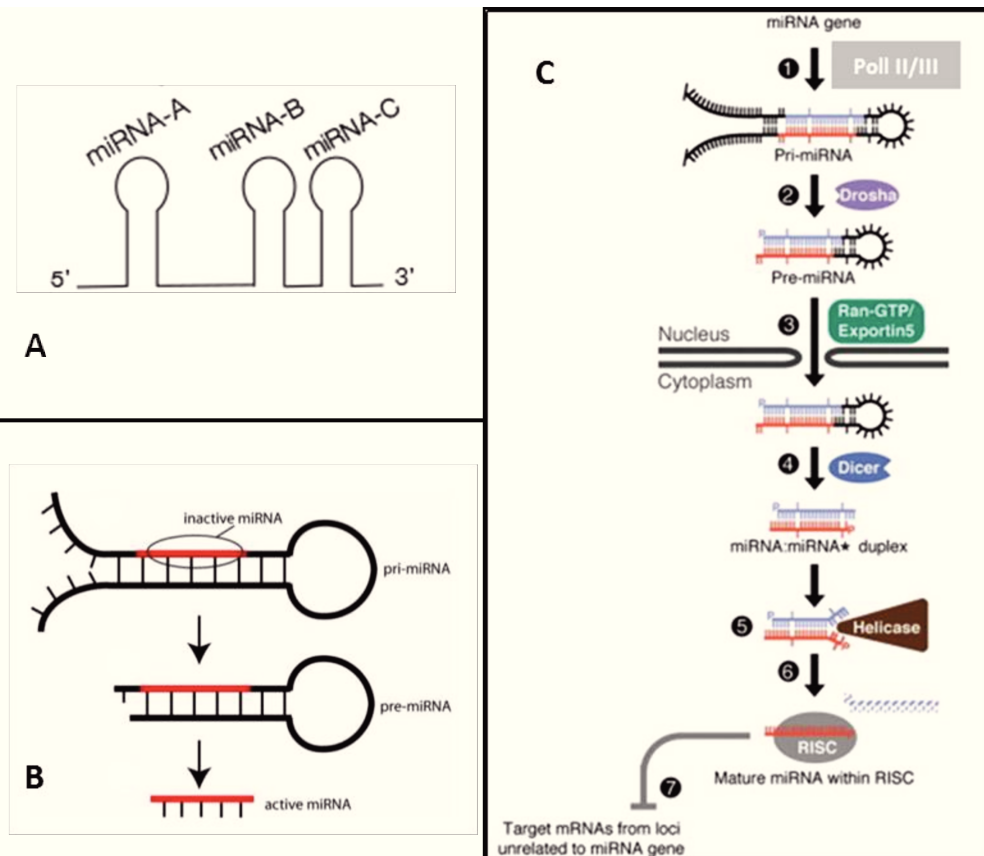 miRNA-A
miRNA-B
miRNA-C
5'
3'
A
inactive miRNA
pri-miRNA
pre-miRNA
B
active miRNA
C
miRNA gene
1
Poll II/III
Pri-miRNA
2
Drosha
P
Pre-miRNA
3
Ran-GTP/
Exportin5
Nucleus
Cytoplasm
P
4
Dicer
P
P
miRNA:miRNA★ duplex
5
P
P
Helicase
6
RISC
Mature miRNA within RISC
7
Target mRNAs from loci
unrelated to miRNA gene